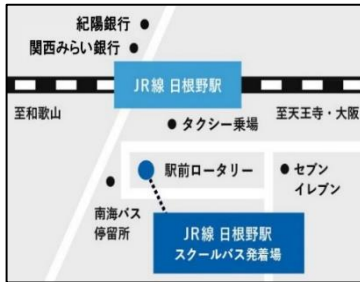 紀陽銀行
関西みらい銀行
JR線 日根野駅
至和歌山
至天王寺・大阪
タクシー乗場
駅前ロータリー
セブン
イレブン
南海バス
停留所
JR線 日根野駅
スクールバス発着場